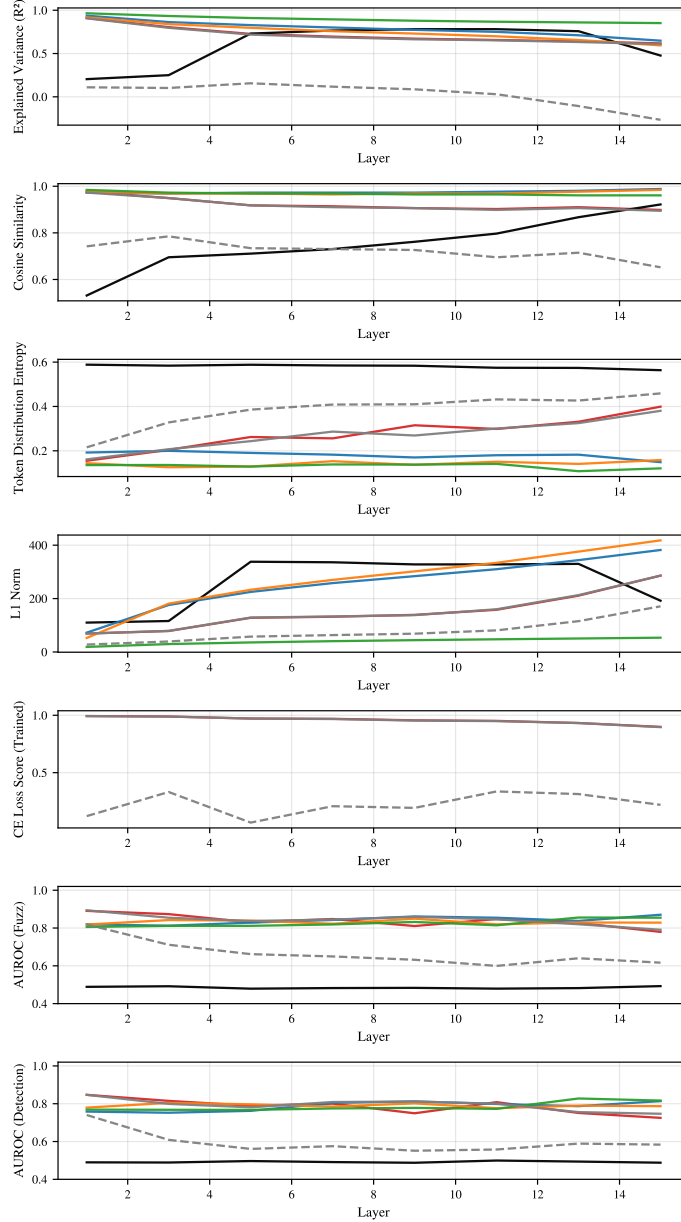 Explained Variance (R²)
1.0
0.5
0.0
2 4 6 8 10 12 14
Layer
Cosine Similarity
1.0
0.8
0.6
2 4 6 8 10 12 14
Layer
Token Distribution Entropy
0.6
0.4
0.2
2 4 6 8 10 12 14
Layer
L1 Norm
400
200
0
2 4 6 8 10 12 14
Layer
CE Loss Score (Trained)
1.0
0.5
2 4 6 8 10 12 14
Layer
AUROC (Fuzz)
1.0
0.8
0.6
0.4
2 4 6 8 10 12 14
Layer
AUROC (Detection)
1.0
0.8
0.6
0.4
2 4 6 8 10 12 14
Layer